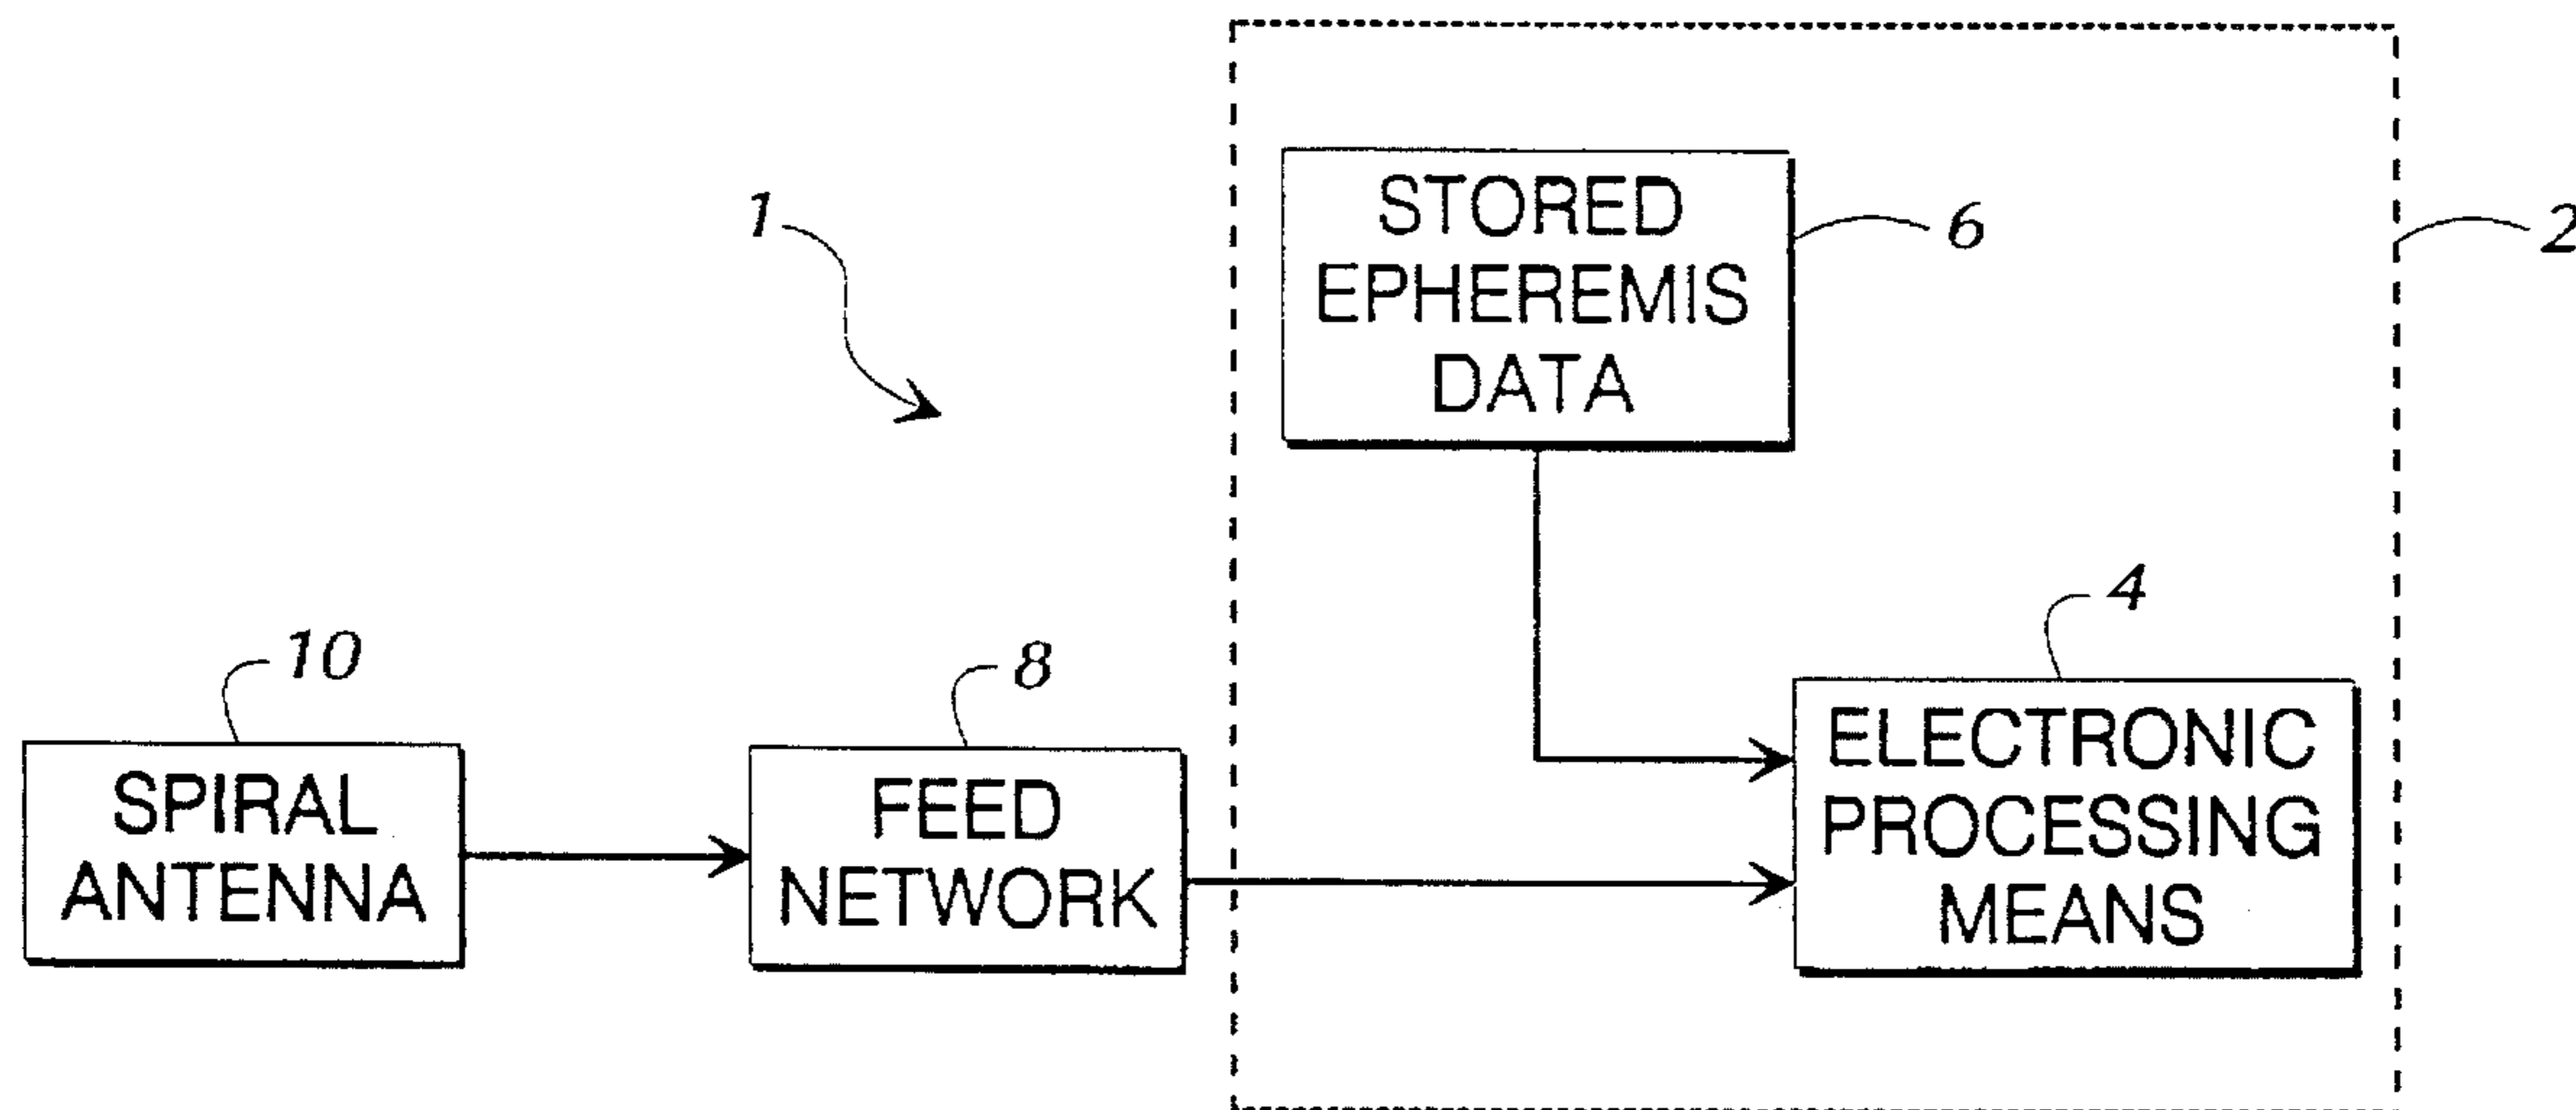 1
STORED
EPHEREMIS
DATA
6
2
10
SPIRAL
ANTENNA
8
FEED
NETWORK
4
ELECTRONIC
PROCESSING
MEANS